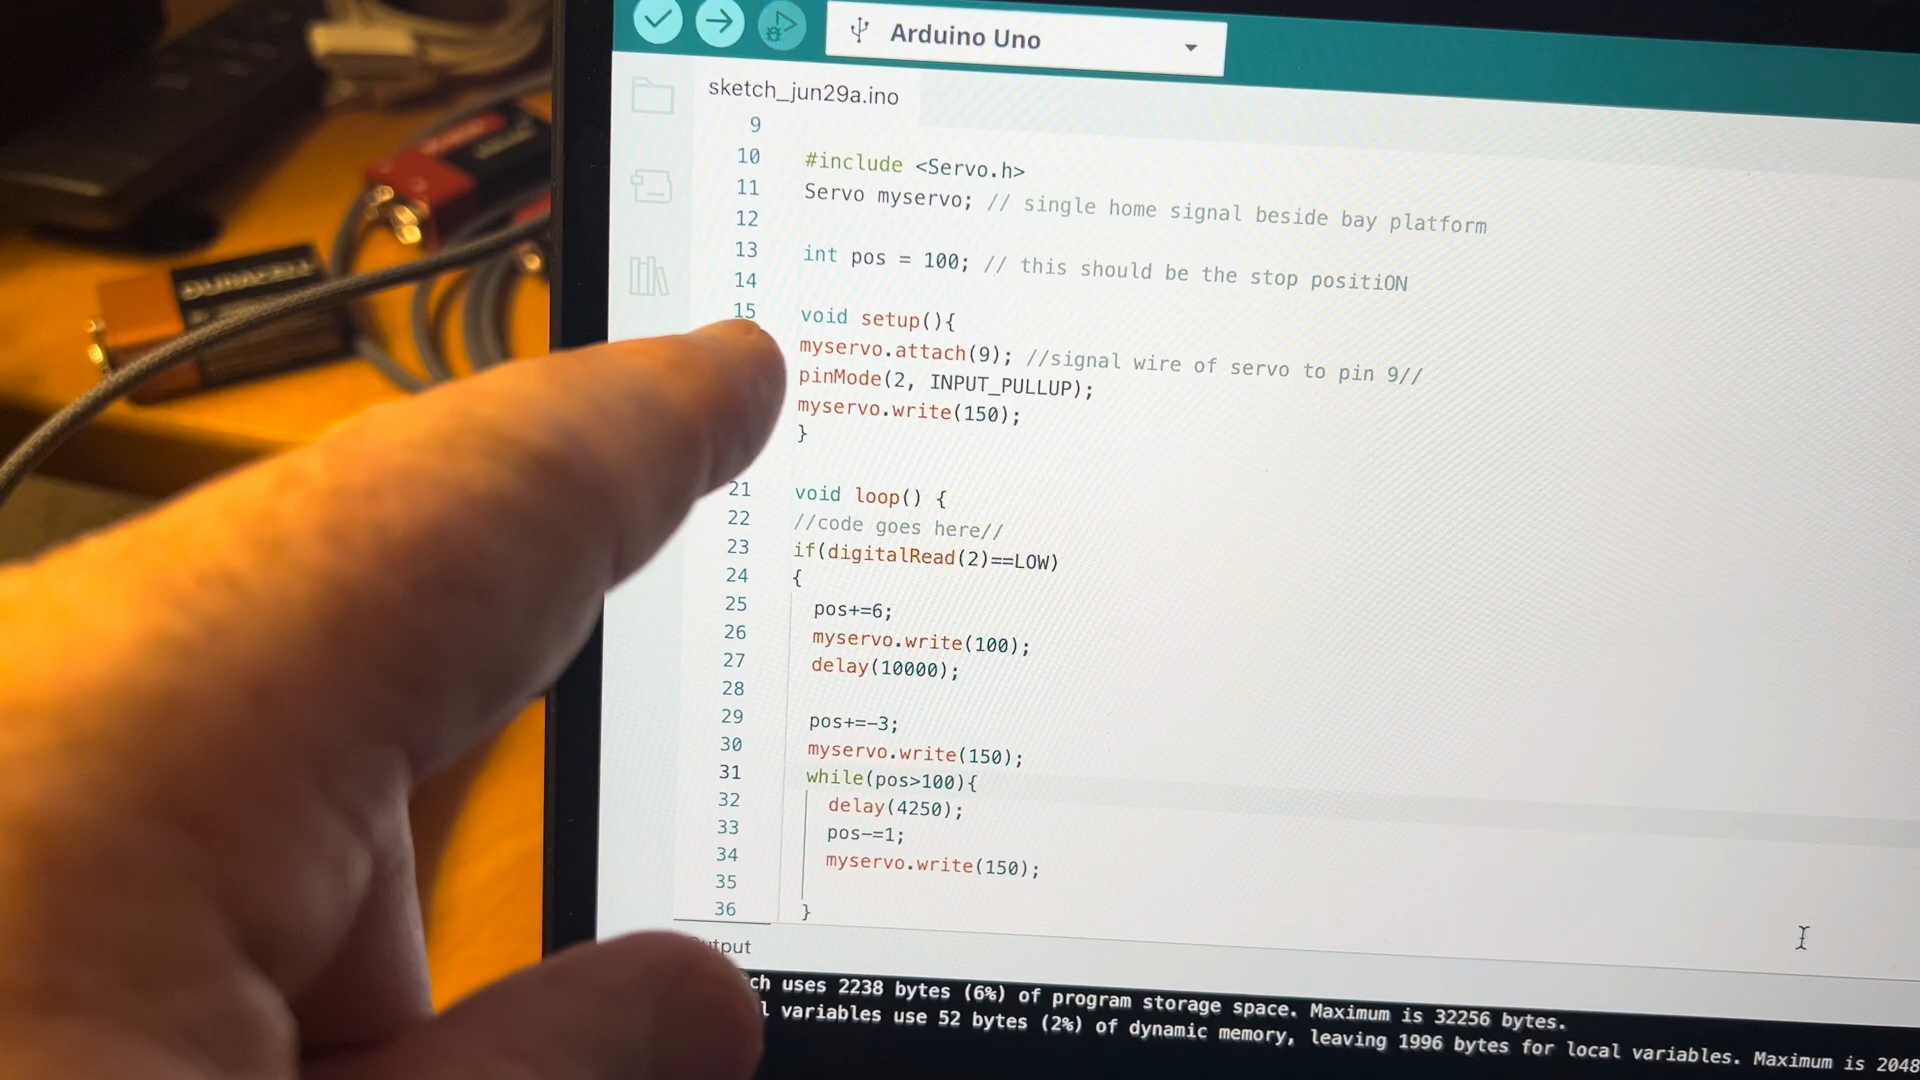 Arduino Uno
sketch_jun29a.ino
9
10 #include <Servo.h>
11 Servo myservo; // single home signal beside bay platform
12
13 int pos = 100; // this should be the stop positiON
14
15 void setup(){
myservo.attach(9); //signal wire of servo to pin 9//
pinMode(2, INPUT_PULLUP);
myservo.write(150);
}
21 void loop() {
22 //code goes here//
23 if(digitalRead(2)==LOW)
24 {
25 pos+=6;
26 myservo.write(100);
27 delay(10000);
28
29 pos+=-3;
30 myservo.write(150);
31 while(pos>100){
32 delay(4250);
33 pos-=1;
34 myservo.write(150);
35
36 }
utput
ch uses 2238 bytes (6%) of program storage space. Maximum is 32256 bytes.
l variables use 52 bytes (2%) of dynamic memory, leaving 1996 bytes for local variables. Maximum is 2048
DURACELL